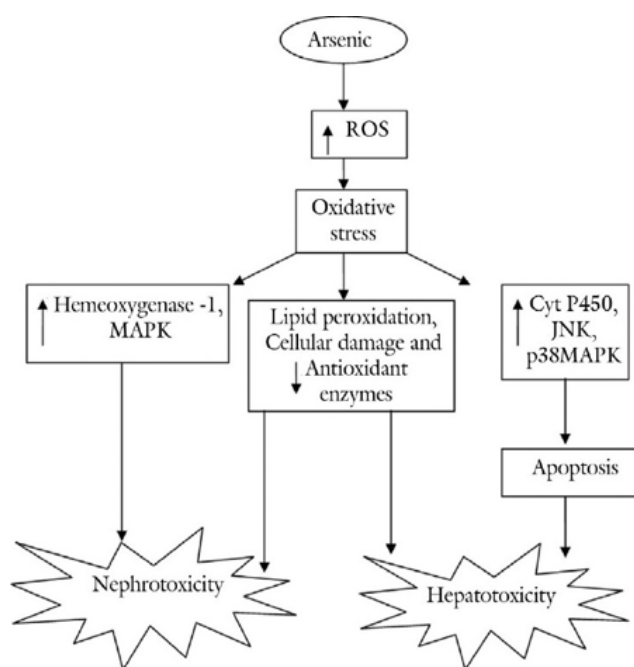 Arsenic
ROS
Oxidative
stress
Hemeoxygenase -1,
MAPK
Lipid peroxidation,
Cellular damage and
Antioxidant
enzymes
Cyt P450,
JNK,
p38MAPK
Apoptosis
Nephrotoxicity
Hepatotoxicity